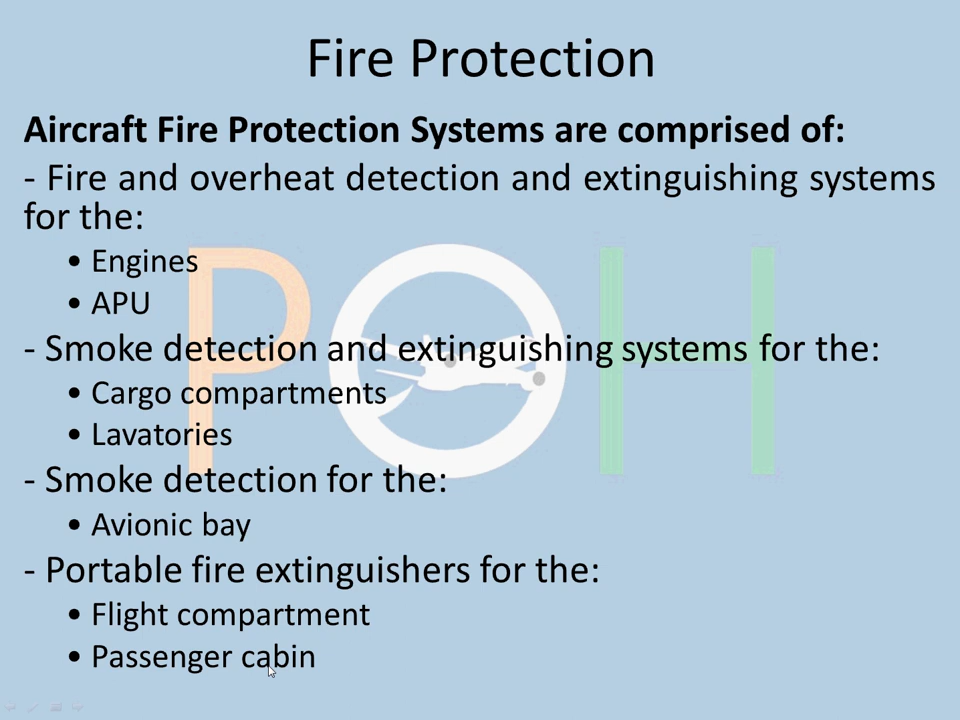 Fire Protection
Aircraft Fire Protection Systems are comprised of:
- Fire and overheat detection and extinguishing systems
for the:
• Engines
• APU
- Smoke detection and extinguishing systems for the:
• Cargo compartments
• Lavatories
- Smoke detection for the:
• Avionic bay
- Portable fire extinguishers for the:
• Flight compartment
• Passenger cabin
POH